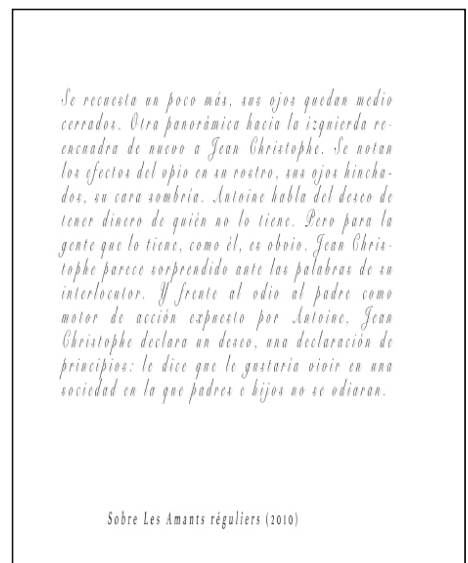 Se recuesta un poco más, sus ojos quedan medio
cerrados. Otra panorámica hacia la izquierda re-
encuadra de nuevo a Jean Christophe. Se notan
los efectos del opio en su rostro, sus ojos hincha-
dos, su cara sombría. Antoine habla del deseo de
tener dinero de quién no lo tiene. Pero para la
gente que lo tiene, como él, es obvio. Jean Chris-
tophe parece sorprendido ante las palabras de su
interlocutor. Y frente al odio al padre como
motor de acción expuesto por Antoine, Jean
Christophe declara un deseo, una declaración de
principios: le dice que le gustaría vivir en una
sociedad en la que padres e hijos no se odiaran.
Sobre Les Amants réguliers (2010)